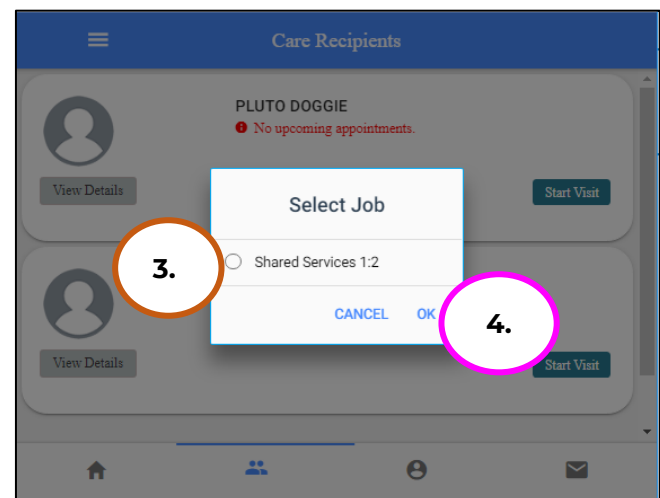 Care Recipients
PLUTO DOGGIE
No upcoming appointments.
View Details
Start Visit
Select Job
3.
Shared Services 1:2
CANCEL OK
4.
View Details
Start Visit